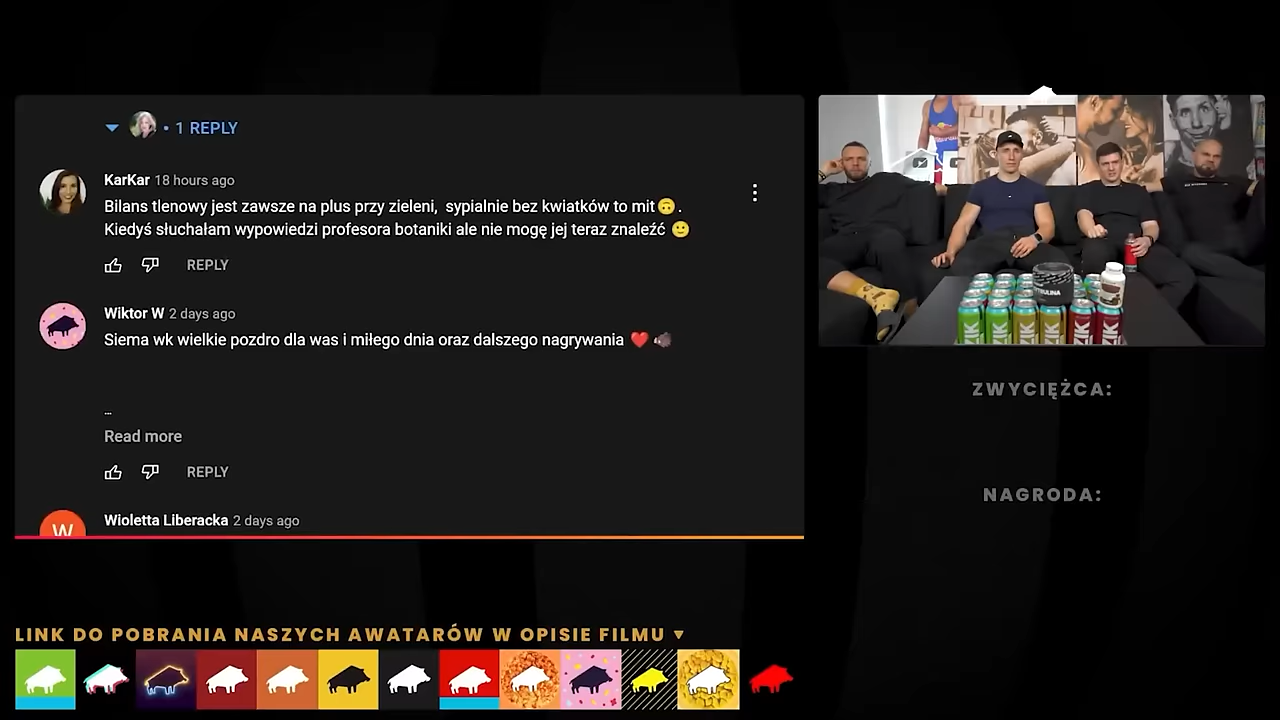 1 REPLY
KarKar 18 hours ago
Bilans tlenowy jest zawsze na plus przy zieleni, sypialnie bez kwiatków to mit🙃.
Kiedyś słuchałam wypowiedzi profesora botaniki ale nie mogę jej teraz znaleźć 🙂
REPLY
Wiktor W 2 days ago
Siema wk wielkie pozdro dla was i miłego dnia oraz dalszego nagrywania ❤️ 🐗
...
Read more
REPLY
W
Wioletta Liberacka 2 days ago
ZWYCIĘZCA:
NAGRODA:
LINK DO POBRANIA NASZYCH AWATARÓW W OPISIE FILMU ▼